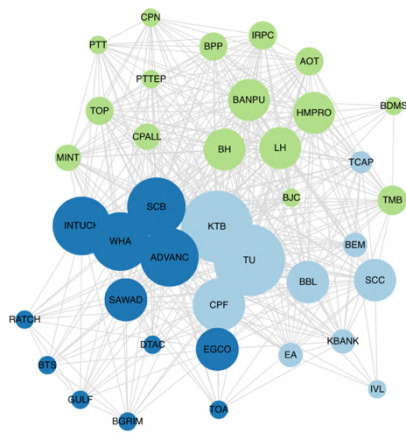 CPN
PTT
BPP
IRPC
AOT
PTTEP
BANPU
HMPRO
BDMS
TOP
CPALL
BH
LH
MINT
TCAP
BJC
TMB
SCB
INTUCH
KTB
WHA
ADVANC
TU
BEM
BBL
SCC
SAWAD
CPF
RATCH
DTAC
EGCO
KBANK
EA
BTS
GULF
IVL
BGRIM
TOA